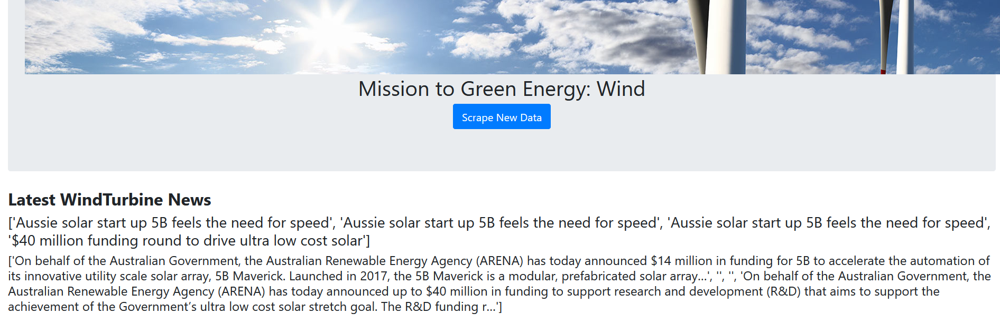 Mission to Green Energy: Wind
Scrape New Data
Latest WindTurbine News
['Aussie solar start up 5B feels the need for speed', 'Aussie solar start up 5B feels the need for speed', 'Aussie solar start up 5B feels the need for speed',
'$40 million funding round to drive ultra low cost solar']
['On behalf of the Australian Government, the Australian Renewable Energy Agency (ARENA) has today announced $14 million in funding for 5B to accelerate the automation of
its innovative utility scale solar array, 5B Maverick. Launched in 2017, the 5B Maverick is a modular, prefabricated solar array…', '', '', 'On behalf of the Australian Government, the
Australian Renewable Energy Agency (ARENA) has today announced up to $40 million in funding to support research and development (R&D) that aims to support the
achievement of the Government’s ultra low cost solar stretch goal. The R&D funding r…']